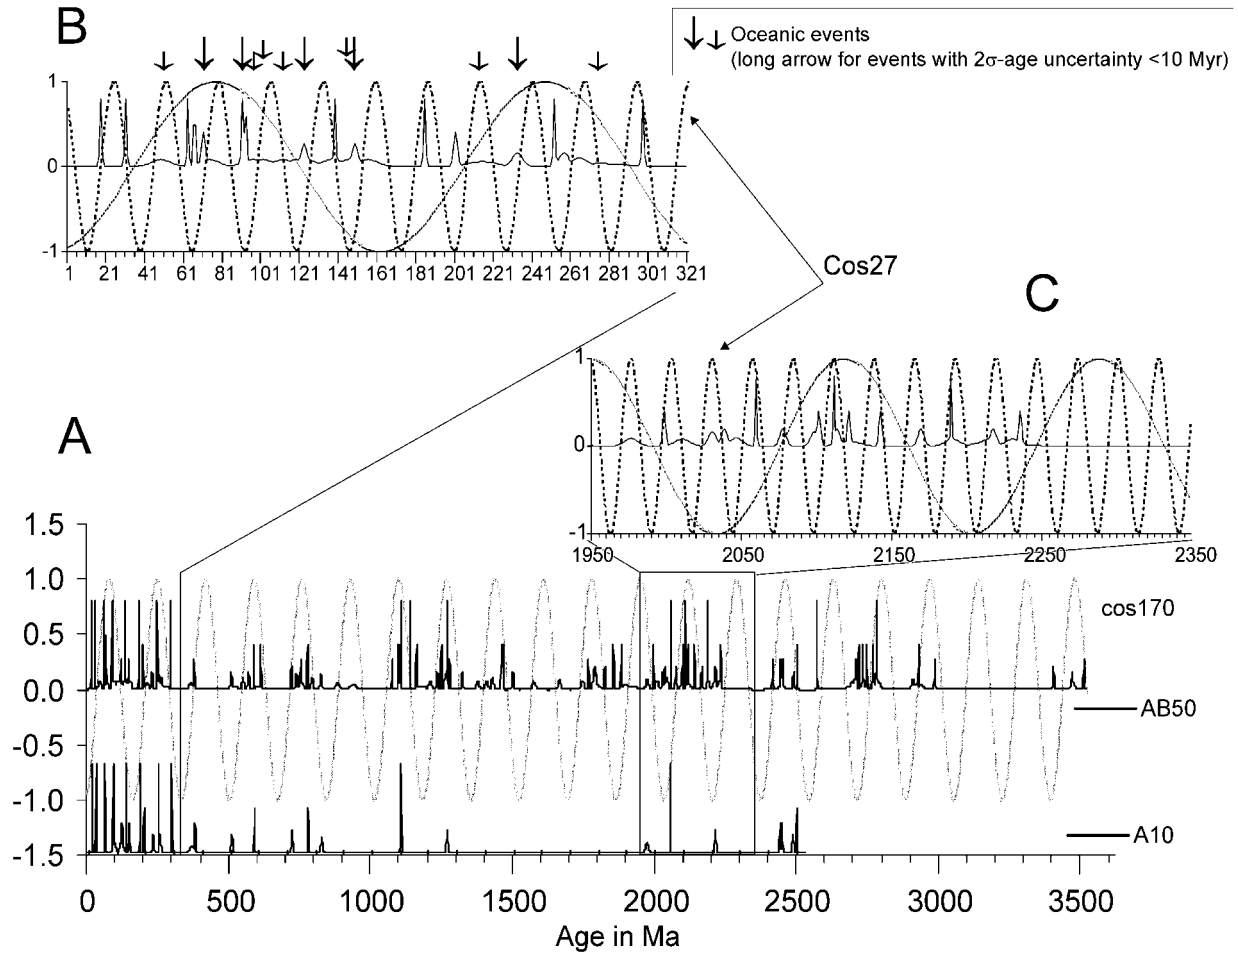 B
Oceanic events
(long arrow for events with 2σ-age uncertainty <10 Myr)
1
0
-1
1 21 41 61 81 101 121 141 161 181 201 221 241 261 281 301 321
Cos27
C
1
0
-1
1950 2050 2150 2250 2350
A
1.5
1.0
0.5
0.0
-0.5
-1.0
-1.5
cos170
AB50
A10
0 500 1000 1500 2000 2500 3000 3500
Age in Ma